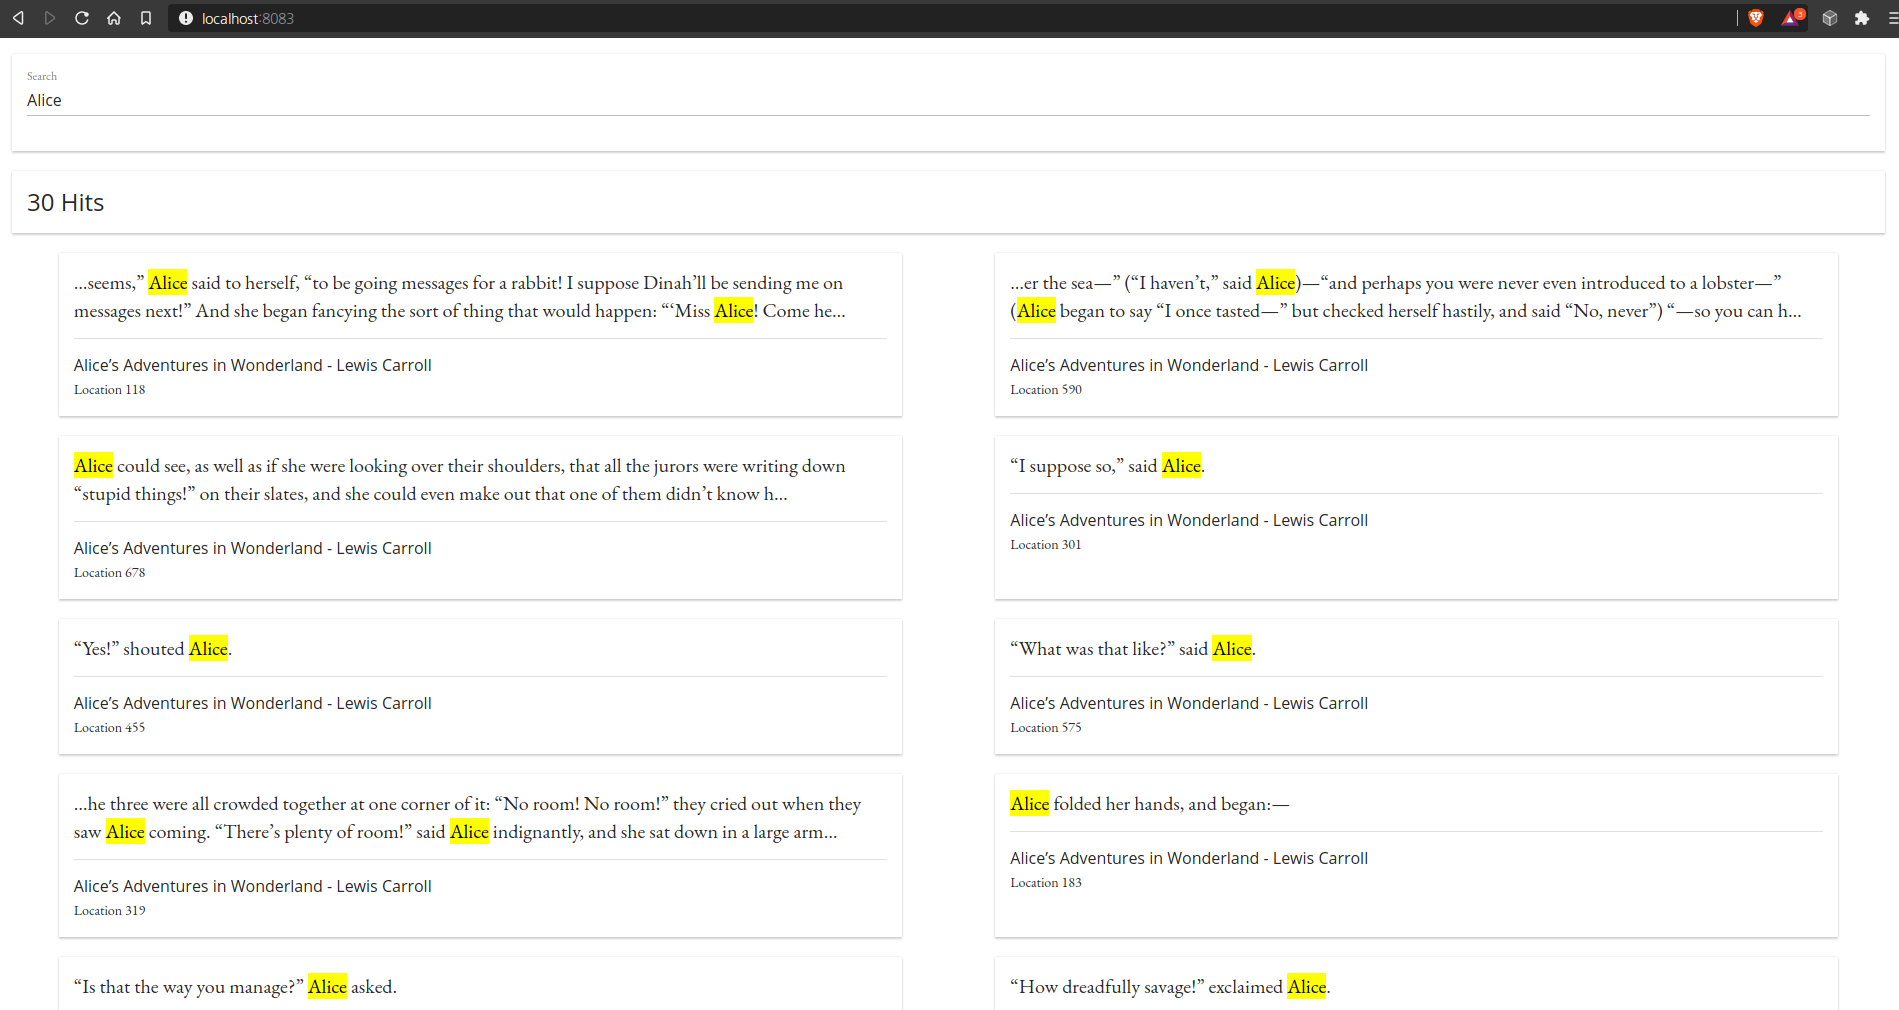 localhost:8083
3
Search
Alice
30 Hits
...seems,” Alice said to herself, “to be going messages for a rabbit! I suppose Dinah’ll be sending me on
messages next!” And she began fancying the sort of thing that would happen: “‘Miss Alice! Come he...
Alice’s Adventures in Wonderland - Lewis Carroll
Location 118
...er the sea—” (“I haven’t,” said Alice)—“and perhaps you were never even introduced to a lobster—”
(Alice began to say “I once tasted—” but checked herself hastily, and said “No, never”) “—so you can h...
Alice’s Adventures in Wonderland - Lewis Carroll
Location 590
Alice could see, as well as if she were looking over their shoulders, that all the jurors were writing down
“stupid things!” on their slates, and she could even make out that one of them didn’t know h...
Alice’s Adventures in Wonderland - Lewis Carroll
Location 678
“I suppose so,” said Alice.
Alice’s Adventures in Wonderland - Lewis Carroll
Location 301
“Yes!” shouted Alice.
Alice’s Adventures in Wonderland - Lewis Carroll
Location 455
“What was that like?” said Alice.
Alice’s Adventures in Wonderland - Lewis Carroll
Location 575
...he three were all crowded together at one corner of it: “No room! No room!” they cried out when they
saw Alice coming. “There’s plenty of room!” said Alice indignantly, and she sat down in a large arm...
Alice’s Adventures in Wonderland - Lewis Carroll
Location 319
Alice folded her hands, and began:—
Alice’s Adventures in Wonderland - Lewis Carroll
Location 183
“Is that the way you manage?” Alice asked.
“How dreadfully savage!” exclaimed Alice.